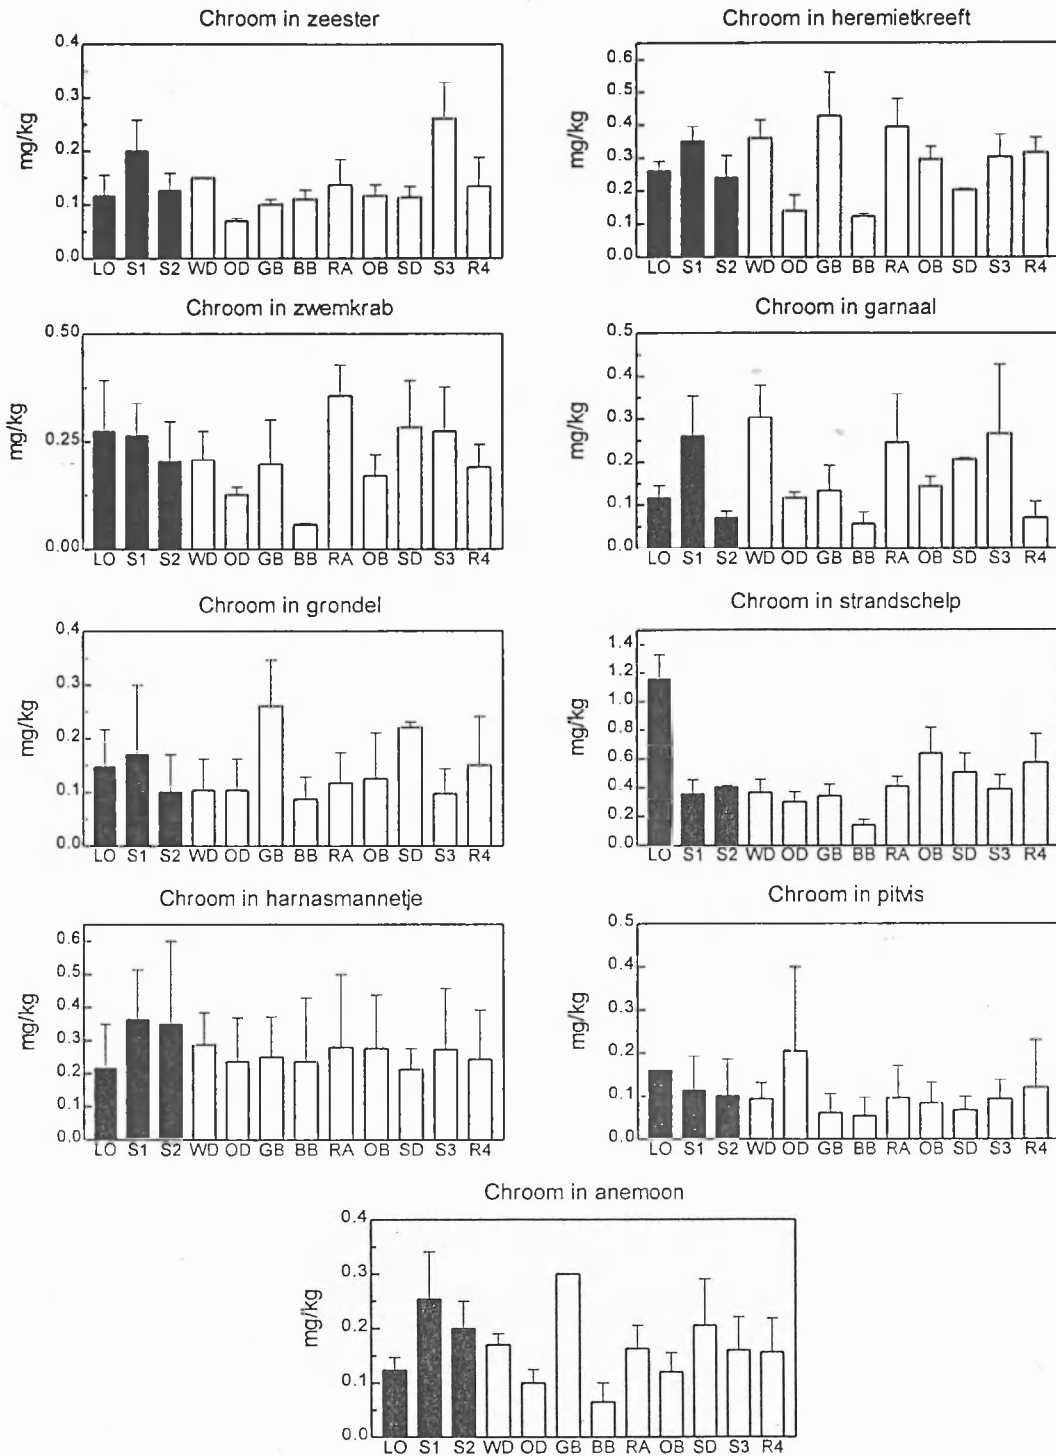 Chroom in zeester
mg/kg
0.4
0.3
0.2
0.1
0.0
LO S1 S2 WD OD GB BB RA OB SD S3 R4
Chroom in heremietkreeft
mg/kg
0.6
0.5
0.4
0.3
0.2
0.1
0.0
LO S1 S2 WD OD GB BB RA OB SD S3 R4
Chroom in zwemkrab
mg/kg
0.50
0.25
0.00
LO S1 S2 WD OD GB BB RA OB SD S3 R4
Chroom in garnaal
mg/kg
0.5
0.4
0.3
0.2
0.1
0.0
LO S1 S2 WD OD GB BB RA OB SD S3 R4
Chroom in grondel
mg/kg
0.4
0.3
0.2
0.1
0.0
LO S1 S2 WD OD GB BB RA OB SD S3 R4
Chroom in strandschelp
mg/kg
1.4
1.2
1.0
0.8
0.6
0.4
0.2
0.0
LO S1 S2 WD OD GB BB RA OB SD S3 R4
Chroom in harnasmannetje
mg/kg
0.6
0.5
0.4
0.3
0.2
0.1
0.0
LO S1 S2 WD OD GB BB RA OB SD S3 R4
Chroom in pitvis
mg/kg
0.5
0.4
0.3
0.2
0.1
0.0
LO S1 S2 WD OD GB BB RA OB SD S3 R4
Chroom in anemoon
mg/kg
0.4
0.3
0.2
0.1
0.0
LO S1 S2 WD OD GB BB RA OB SD S3 R4